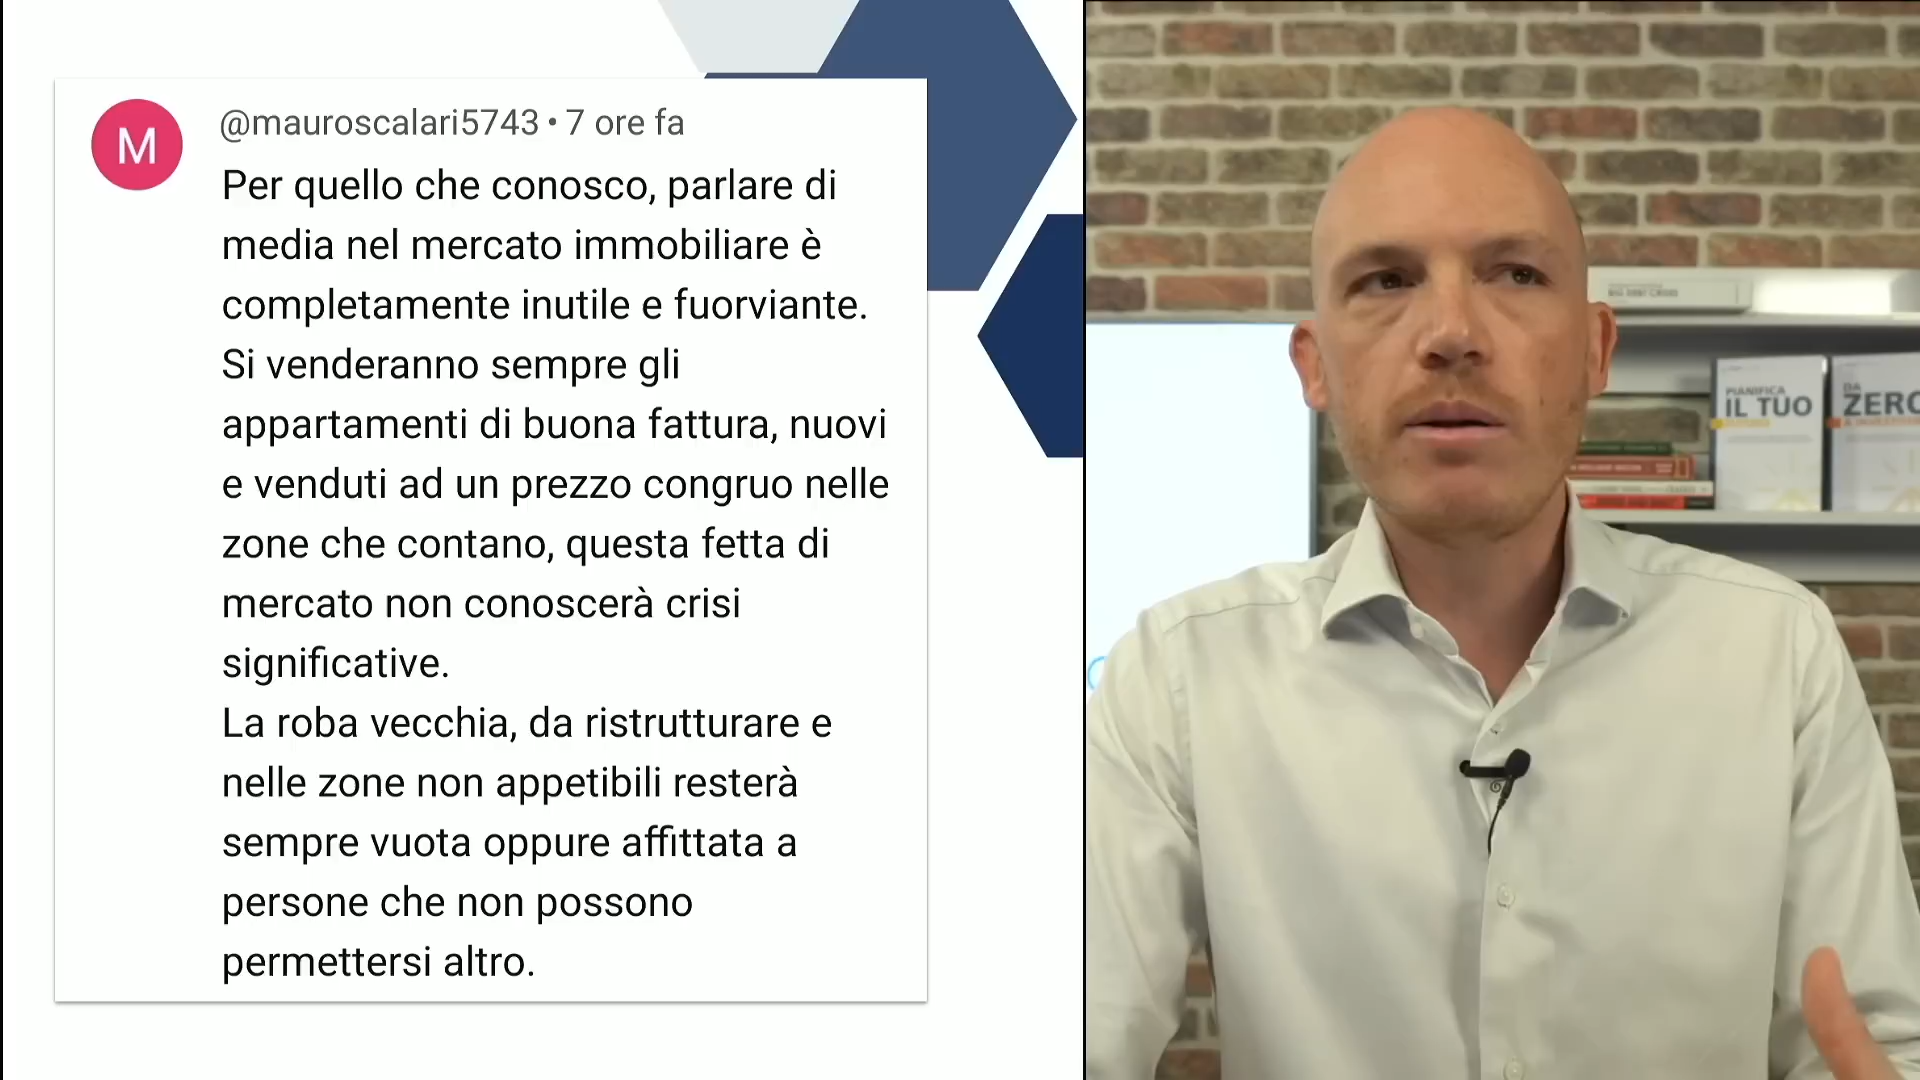 M
@mauroscalari5743 • 7 ore fa
Per quello che conosco, parlare di
media nel mercato immobiliare è
completamente inutile e fuorviante.
Si venderanno sempre gli
appartamenti di buona fattura, nuovi
e venduti ad un prezzo congruo nelle
zone che contano, questa fetta di
mercato non conoscerà crisi
significative.
La roba vecchia, da ristrutturare e
nelle zone non appetibili resterà
sempre vuota oppure affittata a
persone che non possono
permettersi altro.
PIANIFICA
IL TUO
DA
ZERO